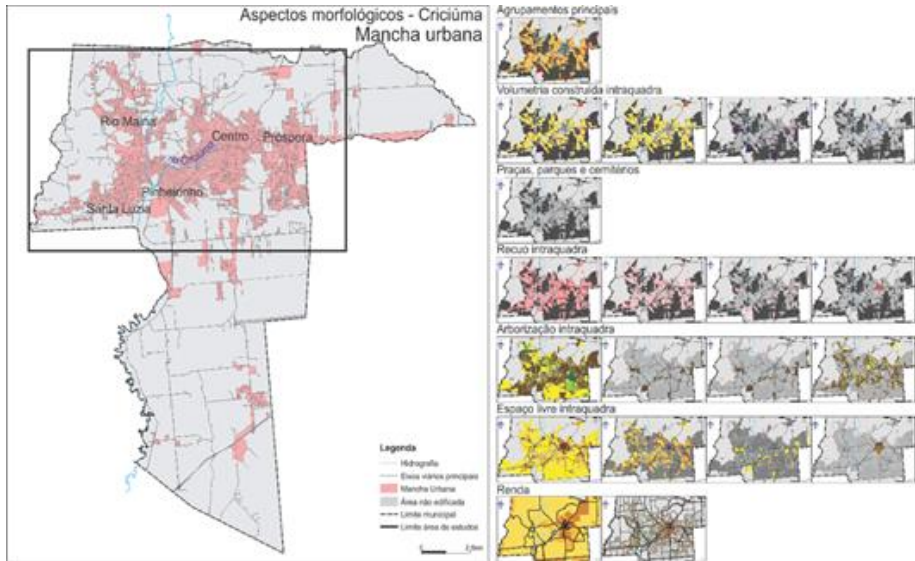 Aspectos morfológicos - Criciúma
Mancha urbana
Rio Maina
Centro
Próspera
Pinheirinho
Santa Luzia
Legenda
Hidrografia
Eixos viários principais
Mancha Urbana
Área não edificada
Limite municipal
Limite área de estudos
Agrupamentos principais
Volumetria construída intraquadra
Praças, parques e cemitérios
Recuo intraquadra
Arborização intraquadra
Espaço livre intraquadra
Renda